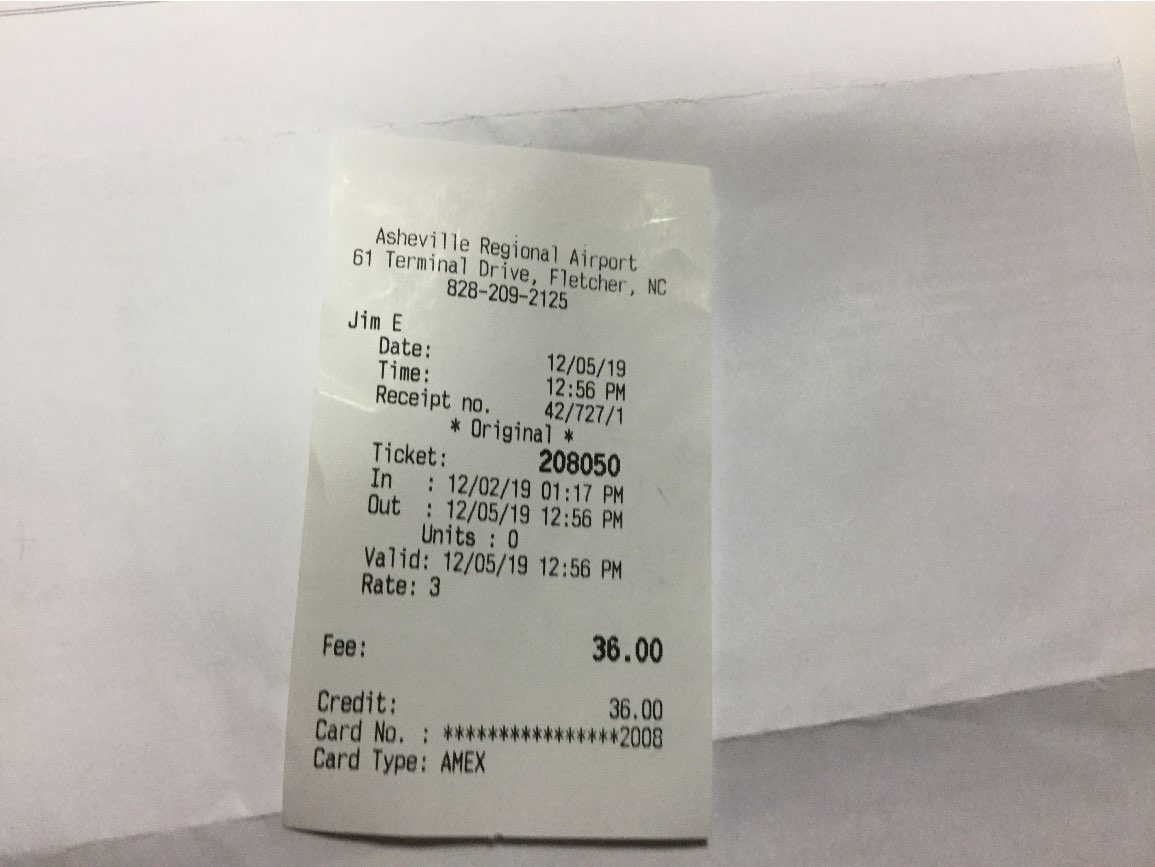 Asheville Regional Airport
61 Terminal Drive, Fletcher, NC
828-209-2125
Jim E
Date: 12/05/19
Time: 12:56 PM
Receipt no. 42/727/1
* Original *
Ticket: 208050
In : 12/02/19 01:17 PM
Out : 12/05/19 12:56 PM
Units : 0
Valid: 12/05/19 12:56 PM
Rate: 3
Fee: 36.00
Credit: 36.00
Card No. : ****************2008
Card Type: AMEX